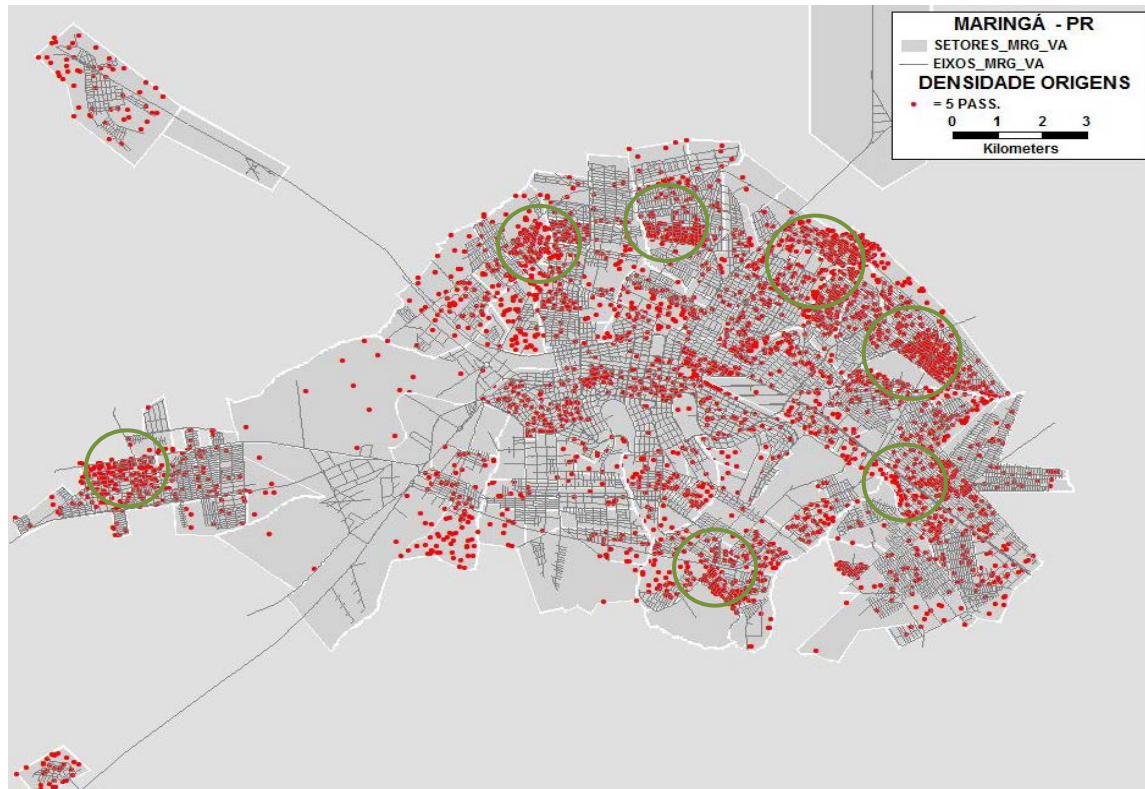 MARINGÁ - PR
SETORES_MRG_VA
EIXOS_MRG_VA
DENSIDADE ORIGENS
= 5 PASS.
0 1 2 3
Kilometers